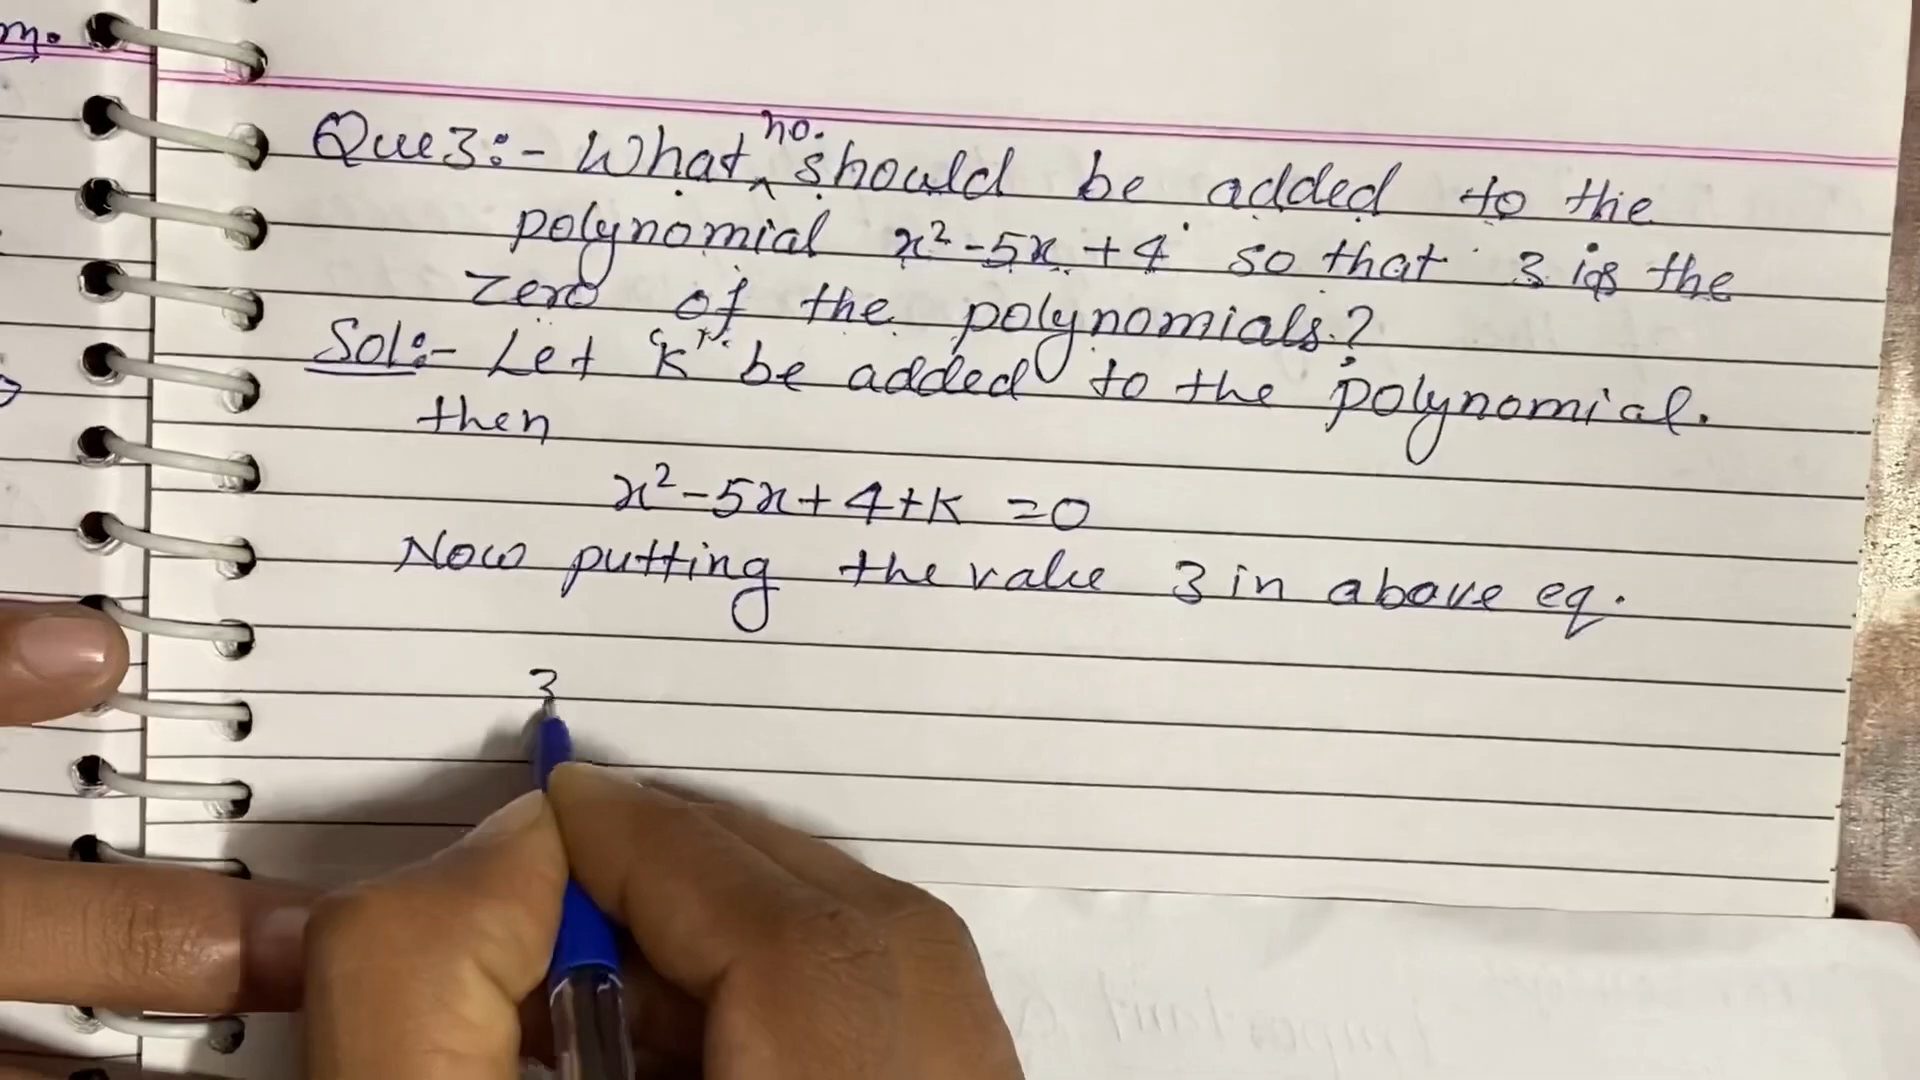 m.
Que3:- What no. should be added to the
polynomial x²-5x+4 so that 3 is the
zero of the polynomials?
Sol:- Let 'k' be added to the polynomial.
then
x²-5x+4+k =0
Now putting the value 3 in above eq.
3